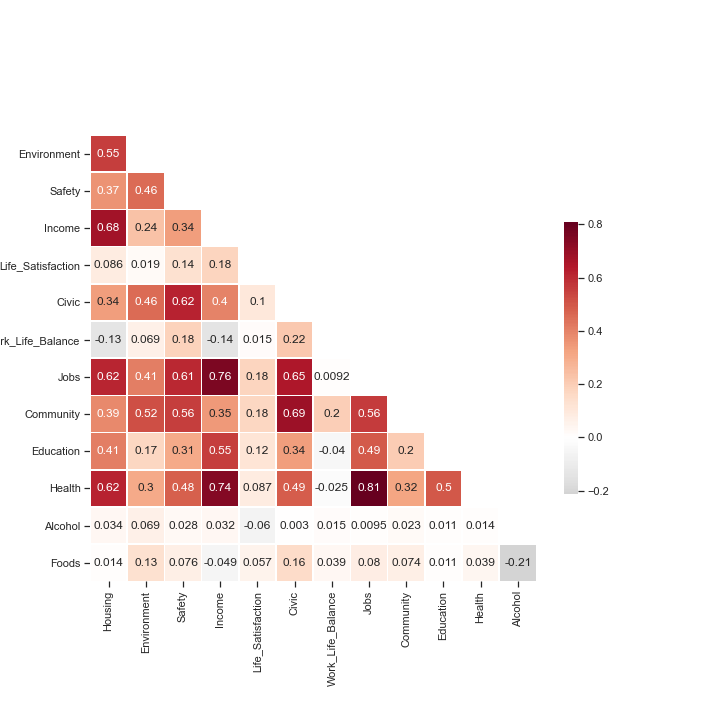 Environment 0.55
Safety 0.37 0.46
Income 0.68 0.24 0.34
Life_Satisfaction 0.086 0.019 0.14 0.18
Civic 0.34 0.46 0.62 0.4 0.1
rk_Life_Balance -0.13 0.069 0.18 -0.14 0.015 0.22
Jobs 0.62 0.41 0.61 0.76 0.18 0.65 0.0092
Community 0.39 0.52 0.56 0.35 0.18 0.69 0.2 0.56
Education 0.41 0.17 0.31 0.55 0.12 0.34 -0.04 0.49 0.2
Health 0.62 0.3 0.48 0.74 0.087 0.49 -0.025 0.81 0.32 0.5
Alcohol 0.034 0.069 0.028 0.032 -0.06 0.003 0.015 0.0095 0.023 0.011 0.014
Foods 0.014 0.13 0.076 -0.049 0.057 0.16 0.039 0.08 0.074 0.011 0.039 -0.21
Housing
Environment
Safety
Income
Life_Satisfaction
Civic
Work_Life_Balance
Jobs
Community
Education
Health
Alcohol
0.8
0.6
0.4
0.2
0.0
-0.2